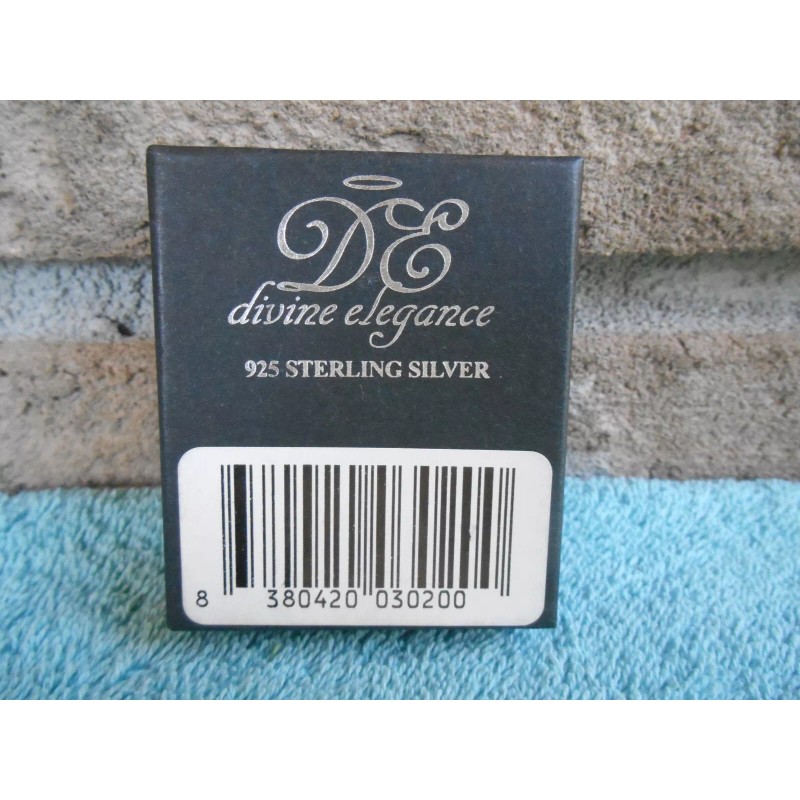 DE
divine elegance
925 STERLING SILVER
8 380420 030200